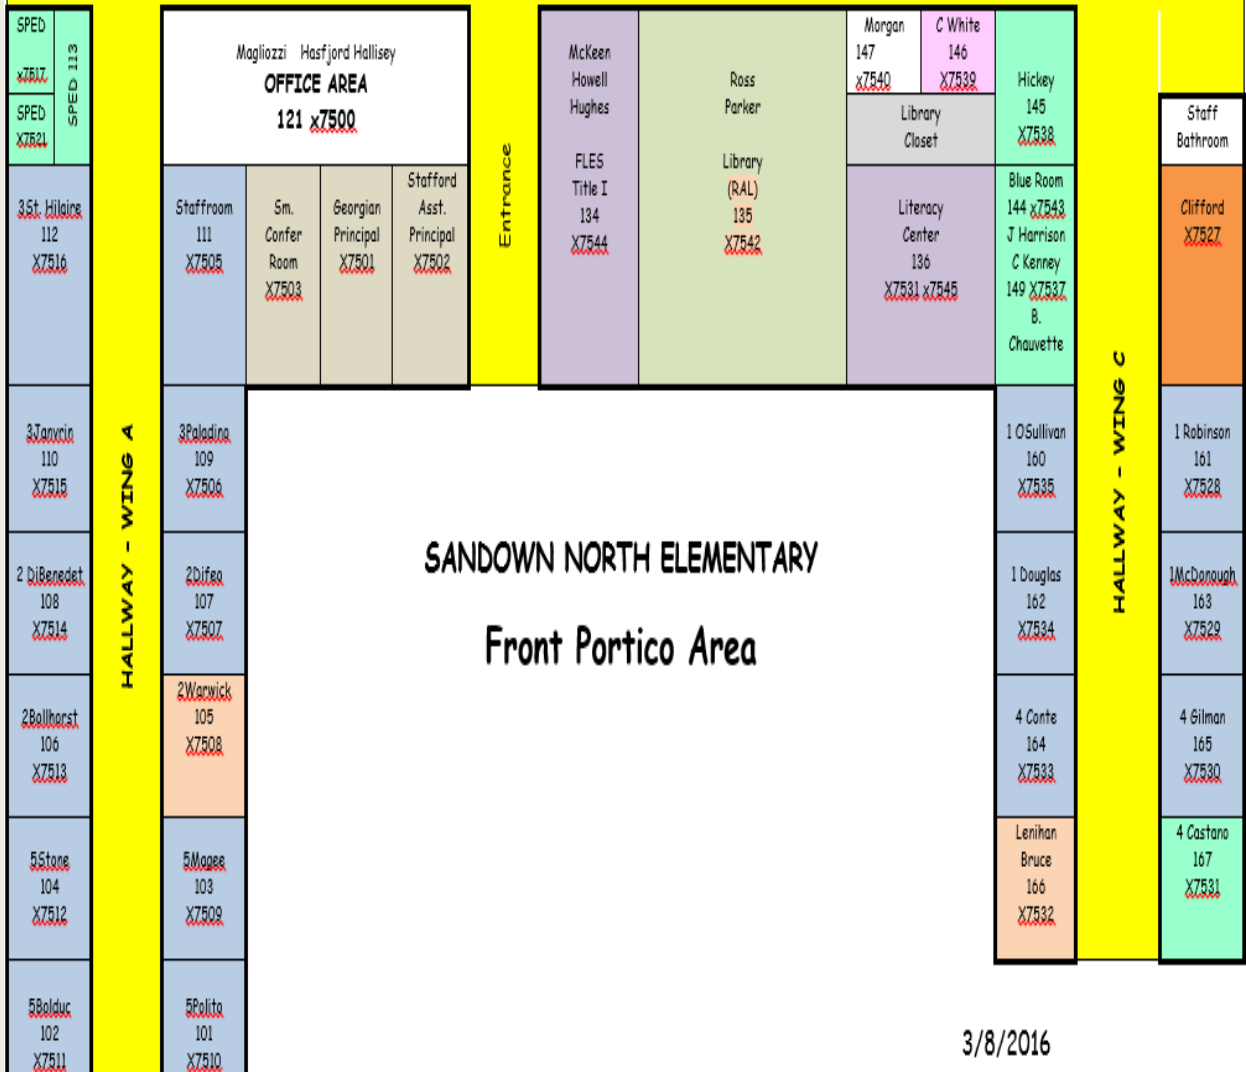 SPED
x7517
SPED
X7521
SPED 113
Magliozzi Hasfjord Hallisey
OFFICE AREA
121 x7500
Entrance
McKeen
Howell
Hughes
FLES
Title I
134
X7544
Ross
Parker
Library
(RAL)
135
X7542
Morgan
147
x7540
C White
146
X7539
Library
Closet
Hickey
145
X7538
Staff
Bathroom
3St. Hilaire
112
X7516
Staffroom
111
X7505
Sm.
Confer
Room
X7503
Georgian
Principal
X7501
Stafford
Asst.
Principal
X7502
Literacy
Center
136
X7531 x7545
Blue Room
144 x7543
J Harrison
C Kenney
149 X7537
B.
Chauvette
Clifford
X7527
HALLWAY - WING A
HALLWAY - WING C
3Janvrin
110
X7515
3Paladino
109
X7506
1 OSullivan
160
X7535
1 Robinson
161
X7528
SANDOWN NORTH ELEMENTARY
Front Portico Area
2 DiBenedet
108
X7514
2Difeo
107
X7507
1 Douglas
162
X7534
1McDonough
163
X7529
2Bollhorst
106
X7513
2Warwick
105
X7508
4 Conte
164
X7533
4 Gilman
165
X7530
5Stone
104
X7512
5Magee
103
X7509
Lenihan
Bruce
166
X7532
4 Castano
167
X7531
5Bolduc
102
X7511
5Polito
101
X7510
3/8/2016